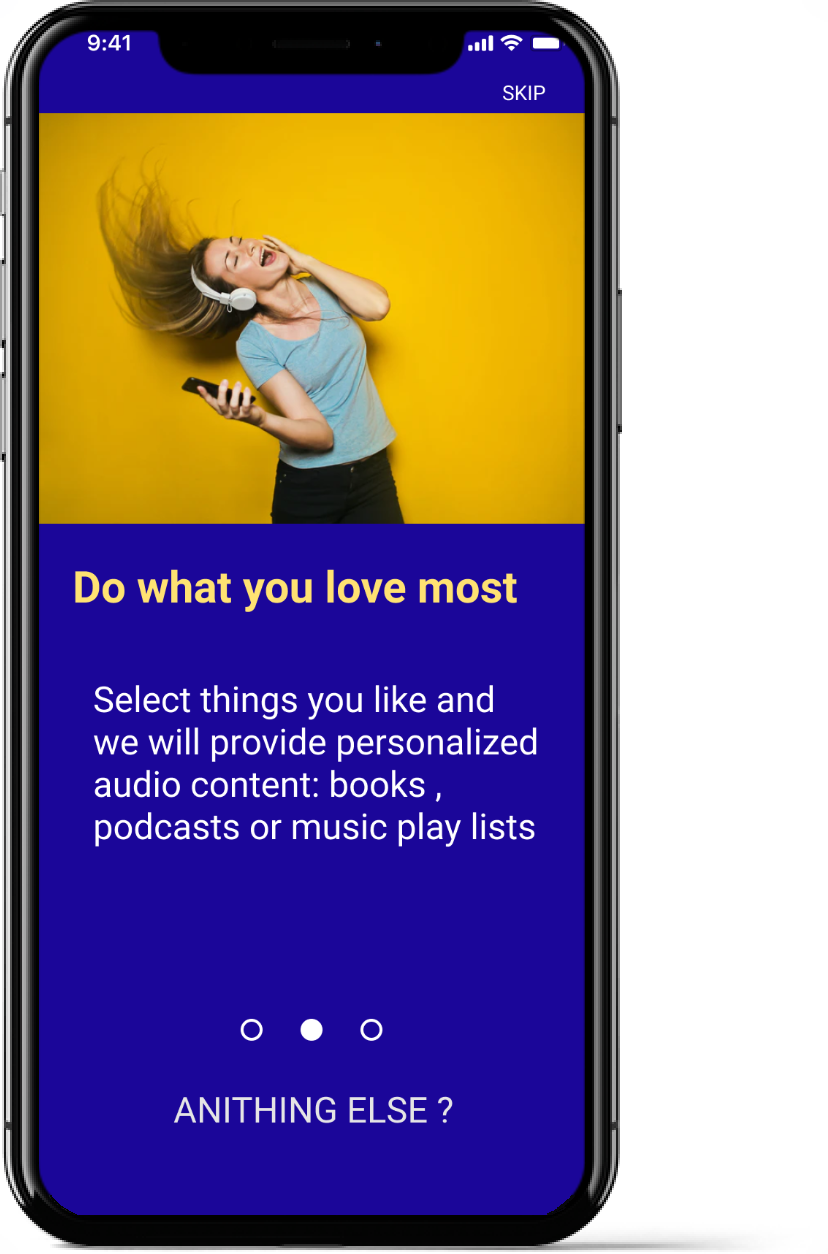 9:41
SKIP
Do what you love most
Select things you like and
we will provide personalized
audio content: books ,
podcasts or music play lists
ANITHING ELSE ?